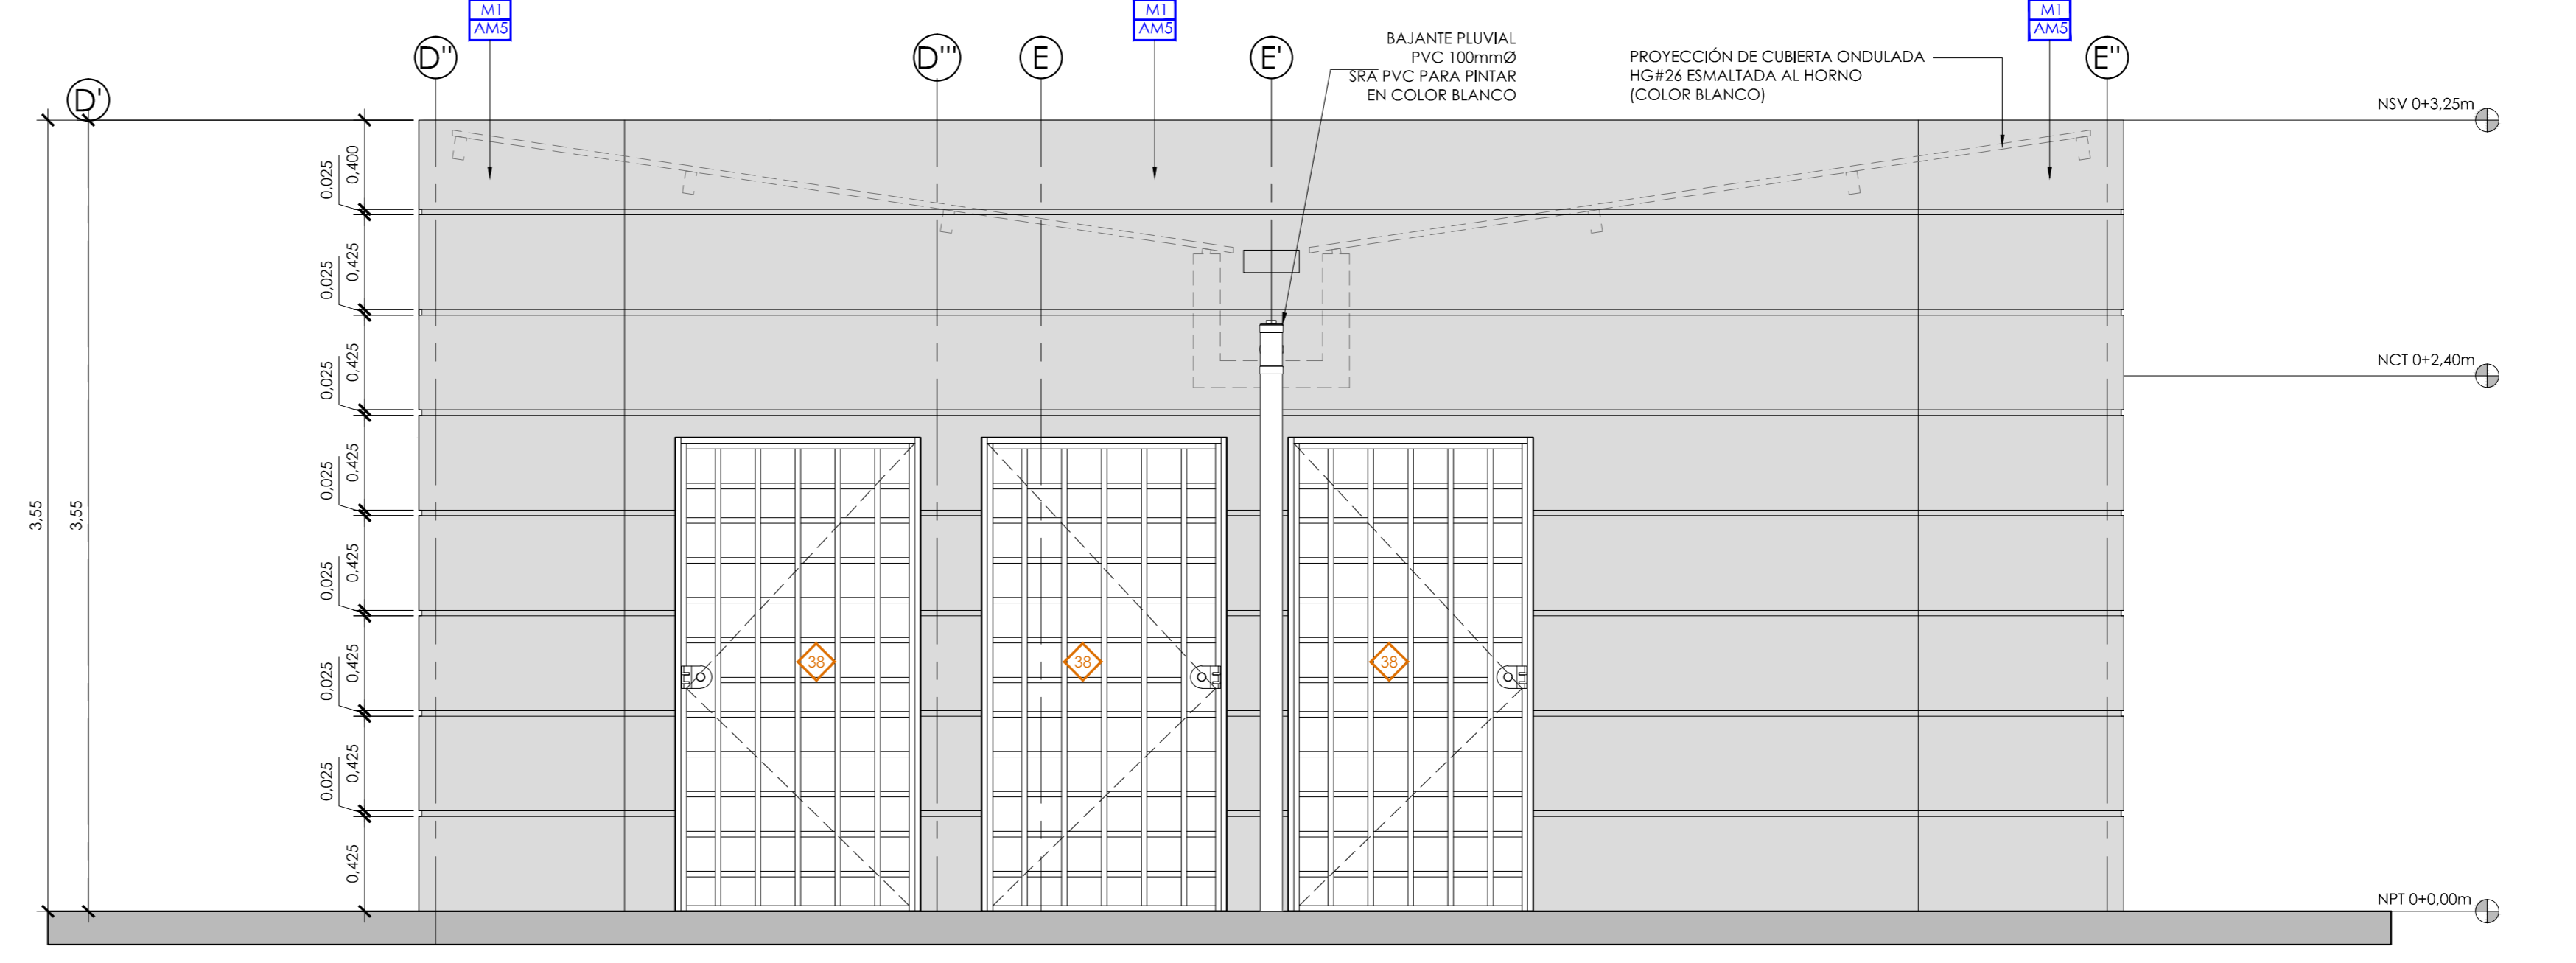 M1
AM5
M1
AM5
M1
AM5
D'
D''
D'''
E
E'
E''
BAJANTE PLUVIAL
PVC 100mmØ
SRA PVC PARA PINTAR
EN COLOR BLANCO
PROYECCIÓN DE CUBIERTA ONDULADA
HG#26 ESMALTADA AL HORNO
(COLOR BLANCO)
NSV 0+3,25m
NCT 0+2,40m
NPT 0+0,00m
3,55
3,55
0,025
0,400
0,025
0,425
0,025
0,425
0,025
0,425
0,025
0,425
0,025
0,425
0,025
0,425
0,425
38
38
38